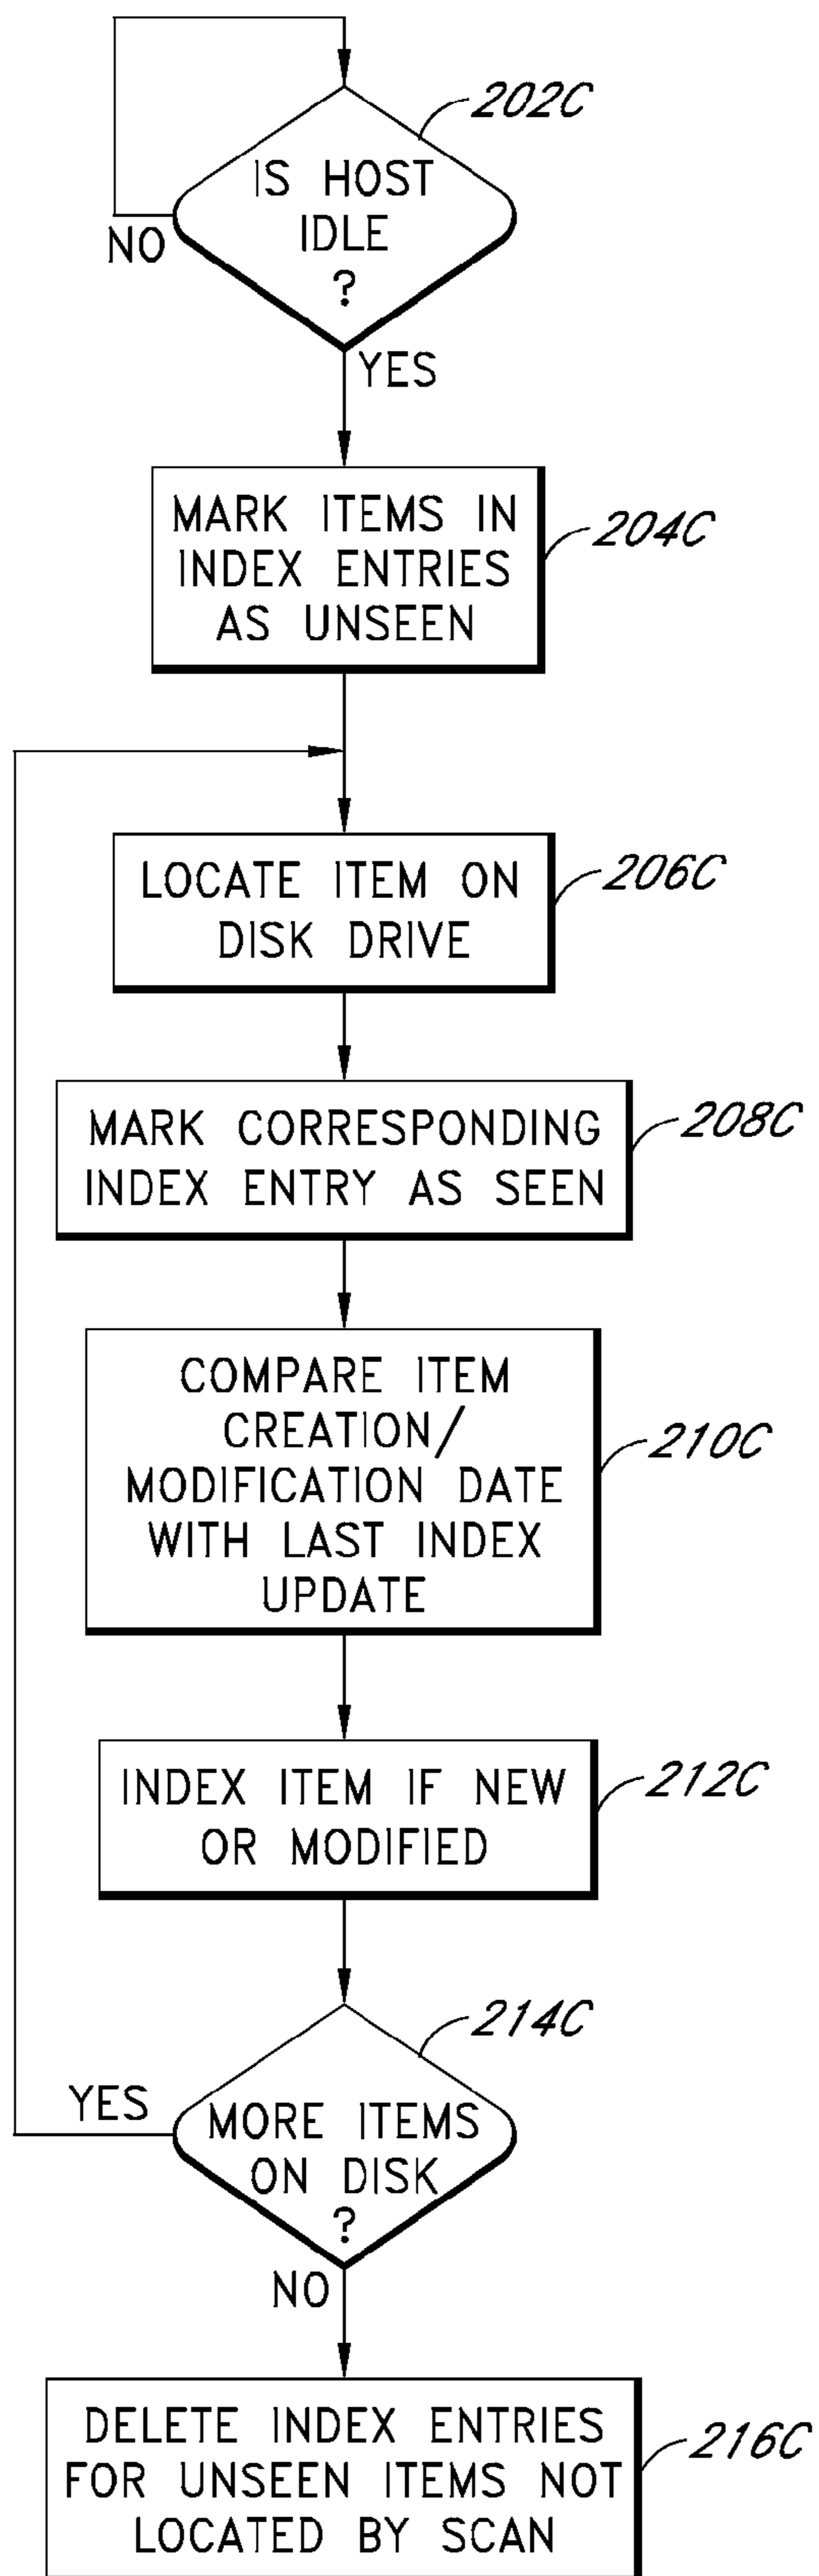 202C
IS HOST
IDLE
?
NO
YES
MARK ITEMS IN
INDEX ENTRIES
AS UNSEEN
204C
LOCATE ITEM ON
DISK DRIVE
206C
MARK CORRESPONDING
INDEX ENTRY AS SEEN
208C
COMPARE ITEM
CREATION/
MODIFICATION DATE
WITH LAST INDEX
UPDATE
210C
INDEX ITEM IF NEW
OR MODIFIED
212C
214C
YES
MORE ITEMS
ON DISK
?
NO
DELETE INDEX ENTRIES
FOR UNSEEN ITEMS NOT
LOCATED BY SCAN
216C